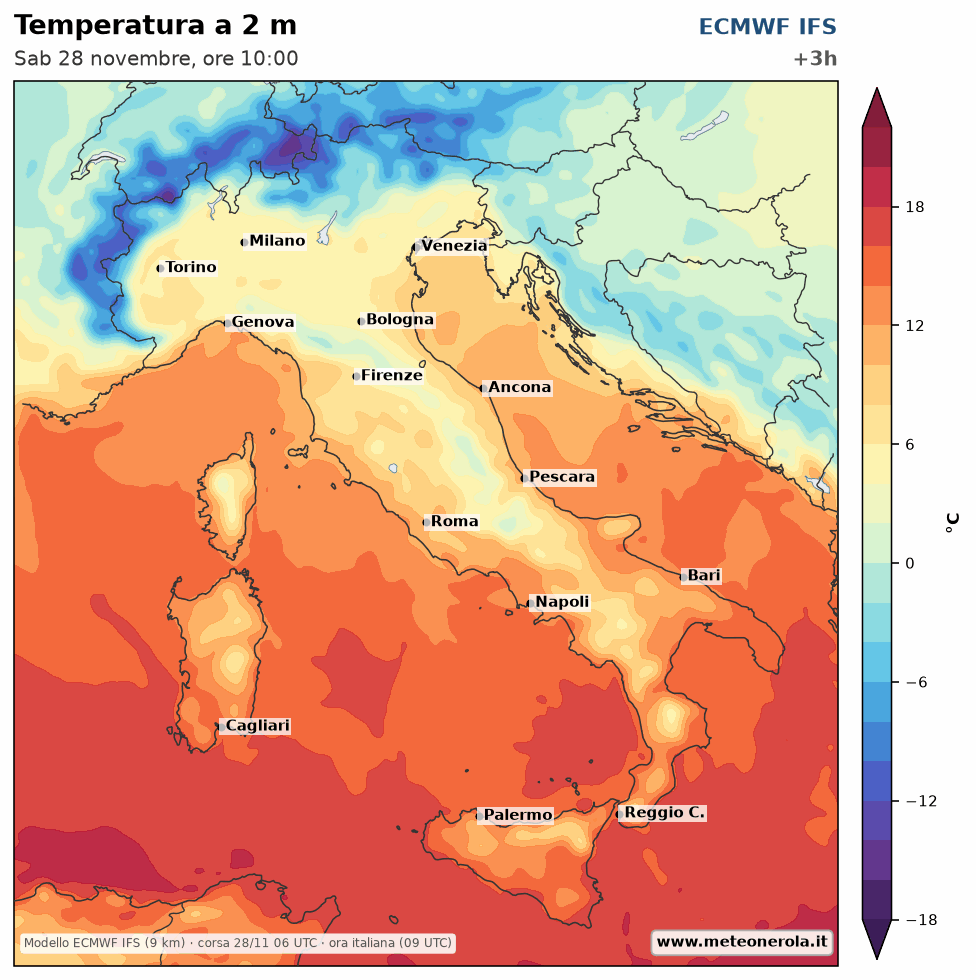 Temperatura a 2 m
ECMWF IFS
Sab 28 novembre, ore 10:00
+3h
Milano
Venezia
Torino
Genova
Bologna
Firenze
Ancona
Pescara
Roma
Bari
Napoli
Cagliari
Palermo
Reggio C.
18
12
6
0
−6
−12
−18
°C
Modello ECMWF IFS (9 km) · corsa 28/11 06 UTC · ora italiana (09 UTC)
www.meteonerola.it